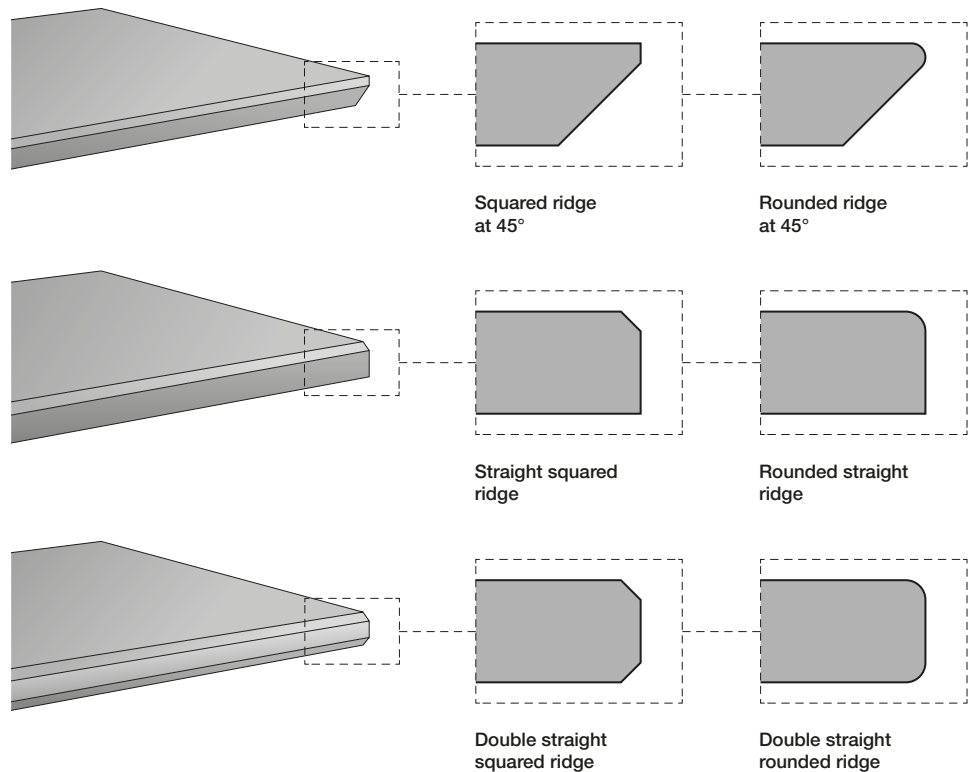 Squared ridge
at 45°
Rounded ridge
at 45°
Straight squared
ridge
Rounded straight
ridge
Double straight
squared ridge
Double straight
rounded ridge